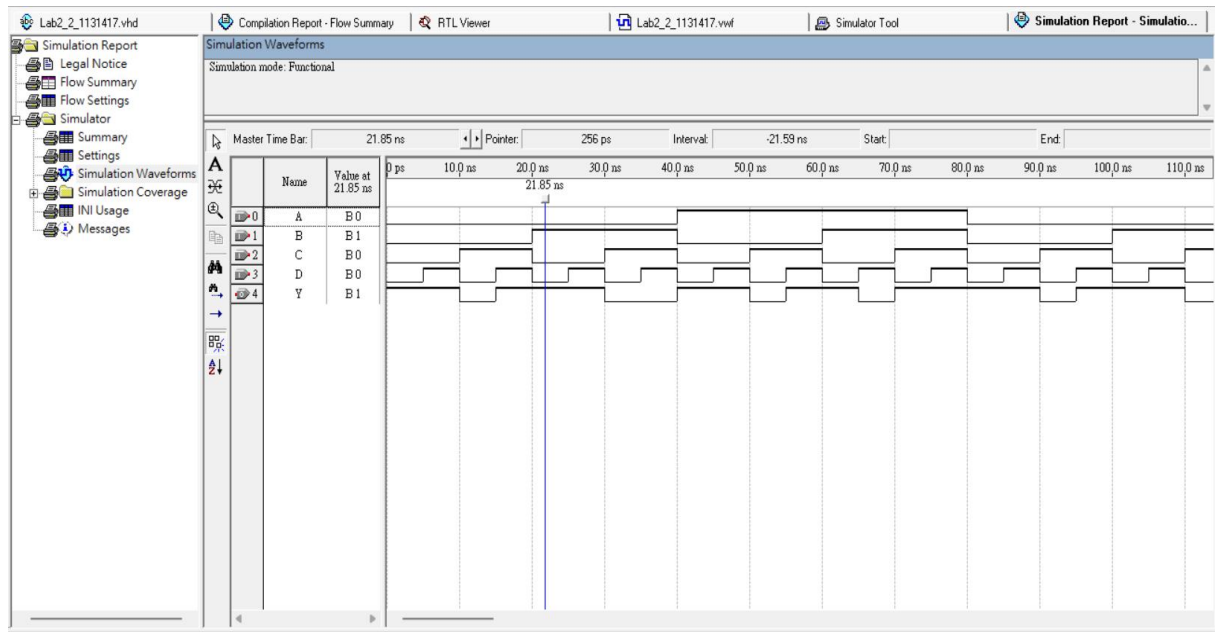 Lab2_2_1131417.vhd
Compilation Report - Flow Summary
RTL Viewer
Lab2_2_1131417.vwf
Simulator Tool
Simulation Report - Simulatio...
Simulation Report
Legal Notice
Flow Summary
Flow Settings
Simulator
Summary
Settings
Simulation Waveforms
Simulation Coverage
INI Usage
Messages
Simulation Waveforms
Simulation mode: Functional
Master Time Bar: 21.85 ns Pointer: 256 ps Interval: -21.59 ns Start: End:
Name Value at 21.85 ns
0 ps 10.0 ns 20.0 ns 30.0 ns 40.0 ns 50.0 ns 60.0 ns 70.0 ns 80.0 ns 90.0 ns 100.0 ns 110.0 ns
21.85 ns
0 A B 0
1 B B 1
2 C B 0
3 D B 0
4 Y B 1